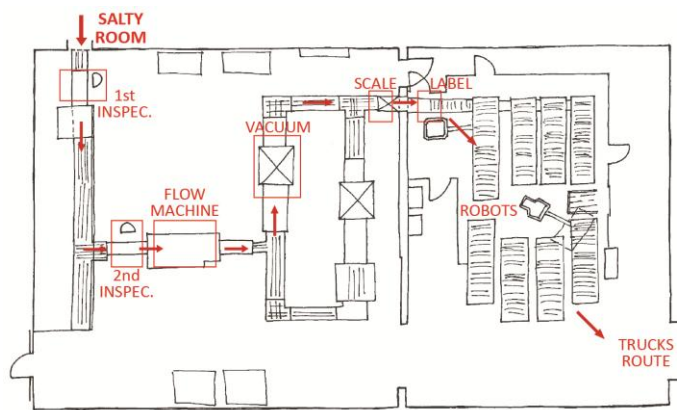 SALTY
ROOM
1st
INSPEC.
SCALE
LABEL
VACUUM
FLOW
MACHINE
2nd
INSPEC.
ROBOTS
TRUCKS
ROUTE